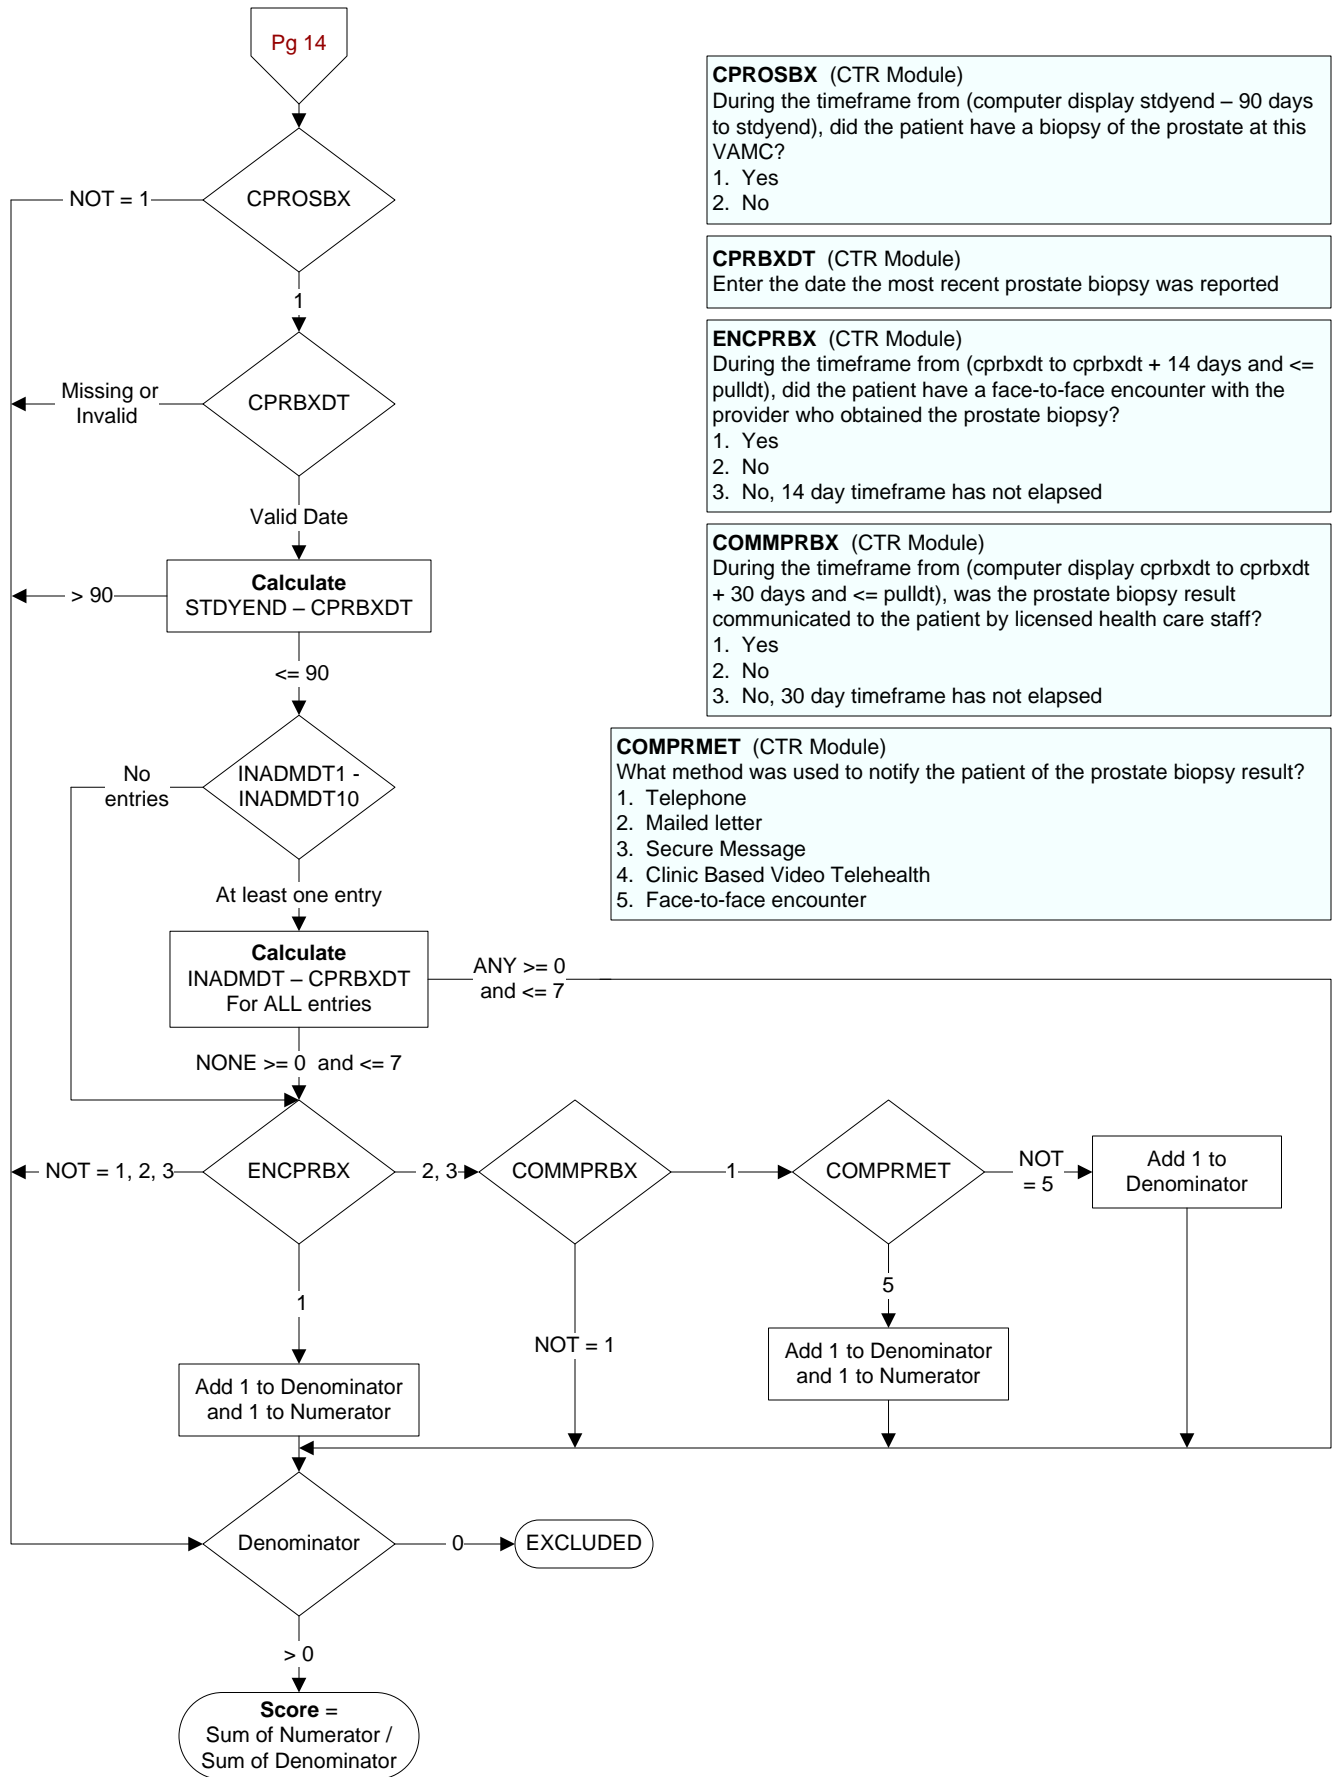 Pg 14
CPROSBX (CTR Module)
During the timeframe from (computer display stdyend – 90 days
to stdyend), did the patient have a biopsy of the prostate at this
VAMC?
1. Yes
2. No
CPRBXDT (CTR Module)
Enter the date the most recent prostate biopsy was reported
ENCPRBX (CTR Module)
During the timeframe from (cprbxdt to cprbxdt + 14 days and <=
pulldt), did the patient have a face-to-face encounter with the
provider who obtained the prostate biopsy?
1. Yes
2. No
3. No, 14 day timeframe has not elapsed
COMMPRBX (CTR Module)
During the timeframe from (computer display cprbxdt to cprbxdt
+ 30 days and <= pulldt), was the prostate biopsy result
communicated to the patient by licensed health care staff?
1. Yes
2. No
3. No, 30 day timeframe has not elapsed
COMPRMET (CTR Module)
What method was used to notify the patient of the prostate biopsy result?
1. Telephone
2. Mailed letter
3. Secure Message
4. Clinic Based Video Telehealth
5. Face-to-face encounter
NOT = 1
CPROSBX
1
Missing or
Invalid
CPRBXDT
Valid Date
> 90
Calculate
STDYEND – CPRBXDT
<= 90
No
entries
INADMDT1 -
INADMDT10
At least one entry
Calculate
INADMDT – CPRBXDT
For ALL entries
ANY >= 0
and <= 7
NONE >= 0 and <= 7
NOT = 1, 2, 3
ENCPRBX
2, 3
COMMPRBX
1
COMPRMET
NOT
= 5
Add 1 to
Denominator
1
NOT = 1
5
Add 1 to Denominator
and 1 to Numerator
Add 1 to Denominator
and 1 to Numerator
Denominator
0
EXCLUDED
> 0
Score =
Sum of Numerator /
Sum of Denominator